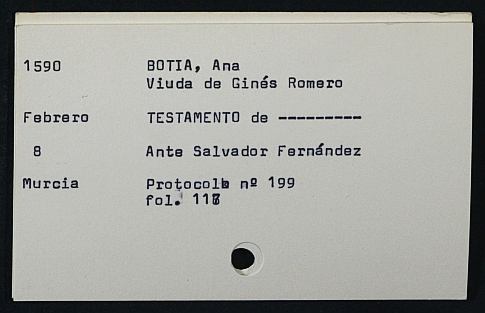 1590 BOTIA, Ana
Viuda de Ginés Romero
Febrero TESTAMENTO de ---------
8 Ante Salvador Fernández
Murcia Protocolo nº 199
fol.